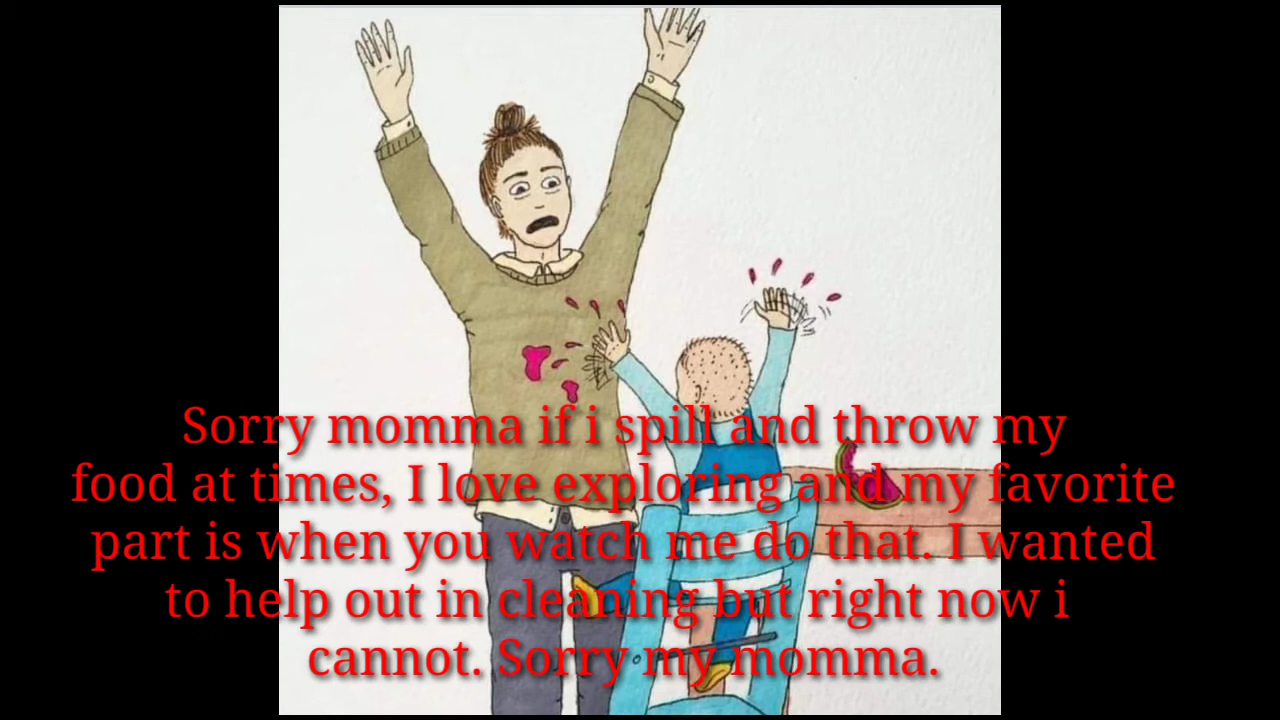 Sorry momma if i spill and throw my
food at times, I love exploring and my favorite
part is when you watch me do that. I wanted
to help out in cleaning but right now i
cannot. Sorry my momma.